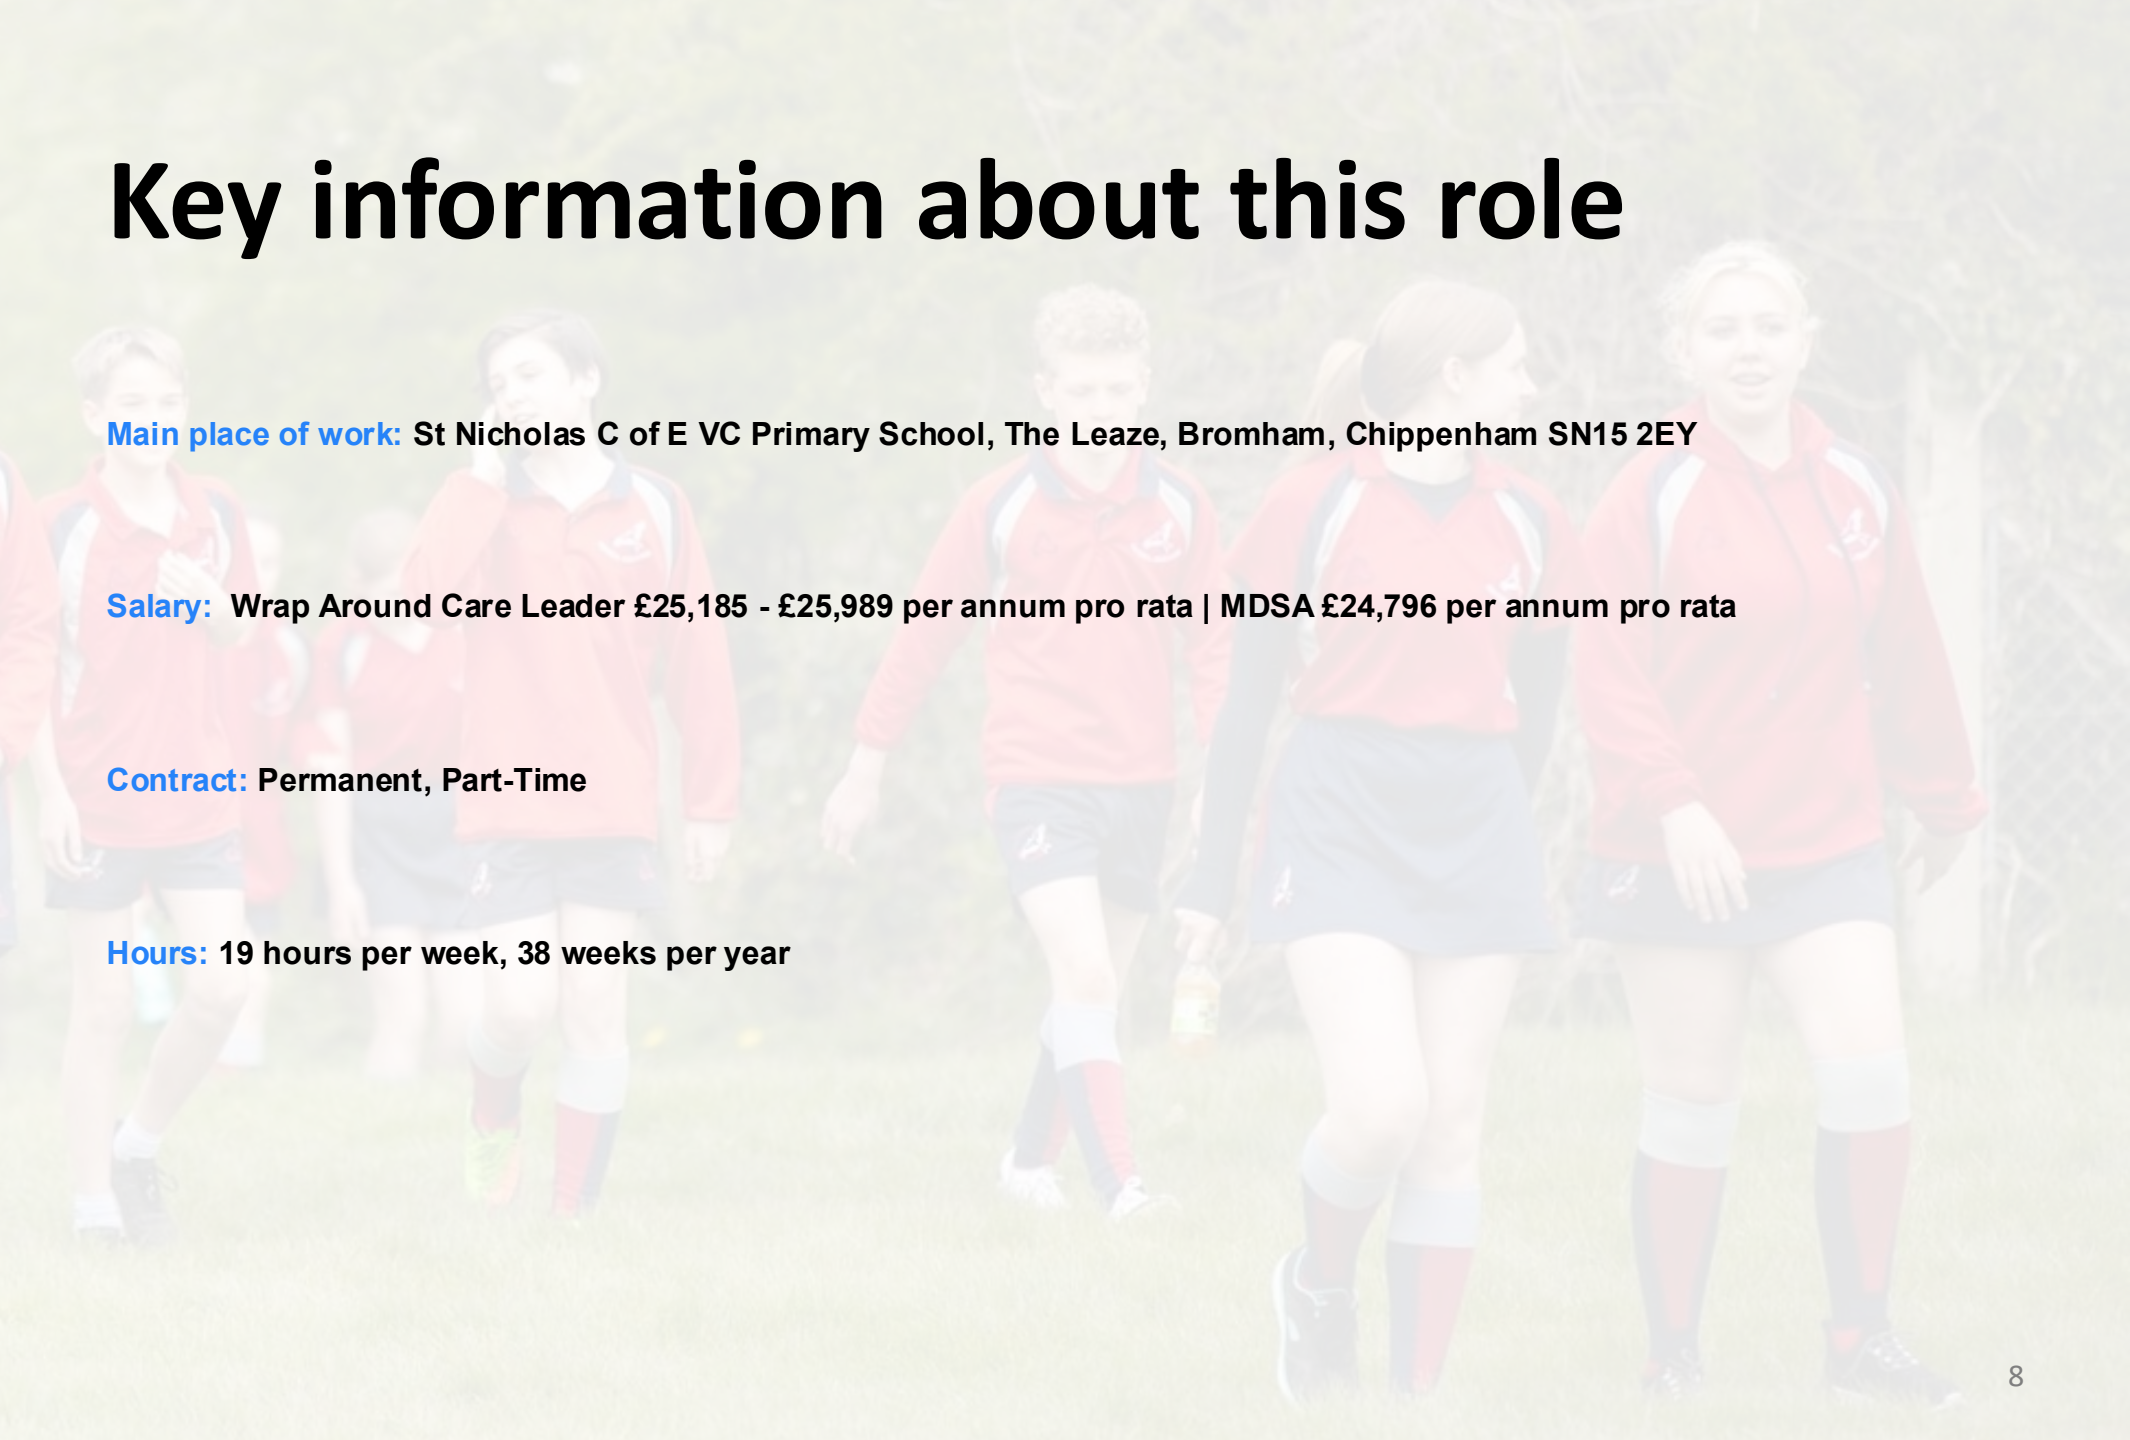 Key information about this role
Main place of work: St Nicholas C of E VC Primary School, The Leaze, Bromham, Chippenham SN15 2EY
Salary:  Wrap Around Care Leader £25,185 - £25,989 per annum pro rata | MDSA £24,796 per annum pro rata
Contract: Permanent, Part-Time
Hours: 19 hours per week, 38 weeks per year
8